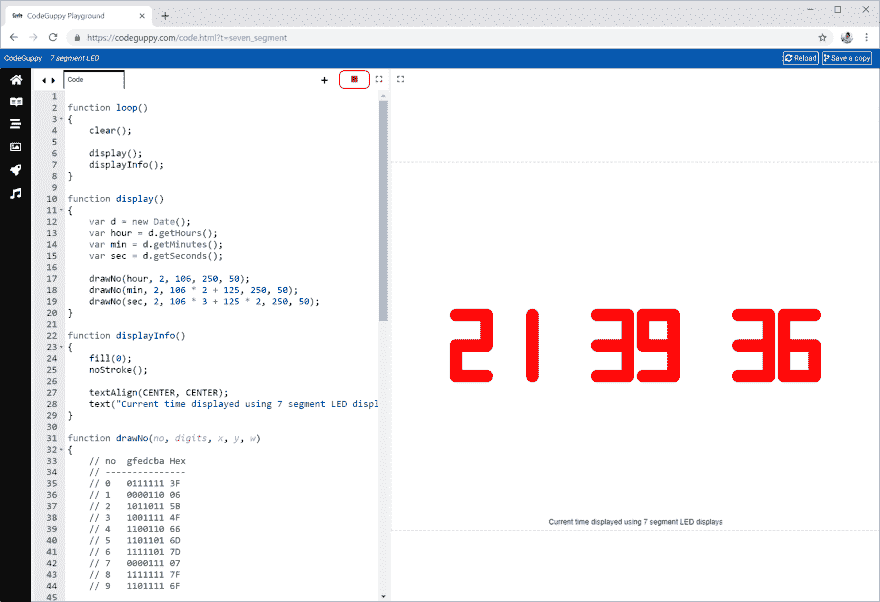 CodeGuppy Playground
https://codeguppy.com/code.html?t=seven_segment
CodeGuppy 7 segment LED Reload Save a copy
Code
1
2 function loop()
3 {
4 clear();
5
6 display();
7 displayInfo();
8 }
9
10 function display()
11 {
12 var d = new Date();
13 var hour = d.getHours();
14 var min = d.getMinutes();
15 var sec = d.getSeconds();
16
17 drawNo(hour, 2, 106, 250, 50);
18 drawNo(min, 2, 106 * 2 + 125, 250, 50);
19 drawNo(sec, 2, 106 * 3 + 125 * 2, 250, 50);
20 }
21
22 function displayInfo()
23 {
24 fill(0);
25 noStroke();
26
27 textAlign(CENTER, CENTER);
28 text("Current time displayed using 7 segment LED displ
29 }
30
31 function drawNo(no, digits, x, y, w)
32 {
33 // no gfedcba Hex
34 // ---------------
35 // 0 0111111 3F
36 // 1 0000110 06
37 // 2 1011011 5B
38 // 3 1001111 4F
39 // 4 1100110 66
40 // 5 1101101 6D
41 // 6 1111101 7D
42 // 7 0000111 07
43 // 8 1111111 7F
44 // 9 1101111 6F
45
21 39 36
Current time displayed using 7 segment LED displays